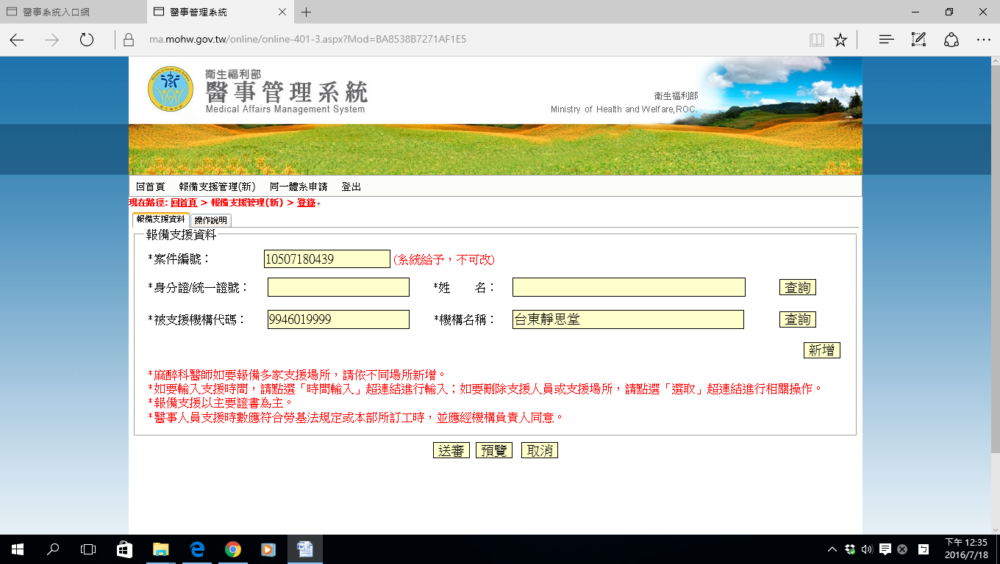 醫事系統入口網
醫事管理系統
ma.mohw.gov.tw/online/online-401-3.aspx?Mod=BA8538B7271AF1E5
衛生福利部
醫事管理系統
Medical Affairs Management System
衛生福利部
Ministry of Health and Welfare,ROC.
回首頁 報備支援管理(新) 同一體系申請 登出
現在路徑: 回首頁 > 報備支援管理(新) > 登錄。
報備支援資料 操作說明
報備支援資料
*案件編號： 10507180439 (系統給予，不可改)
*身分證/統一證號： *姓 名： 查詢
*被支援機構代碼： 9946019999 *機構名稱： 台東靜思堂 查詢
新增
*麻醉科醫師如要報備多家支援場所，請依不同場所新增。
*如要輸入支援時間，請點選「時間輸入」超連結進行輸入；如要刪除支援人員或支援場所，請點選「選取」超連結進行相關操作。
*報備支援以主要證書為主。
*醫事人員支援時數應符合勞基法規定或本部所訂工時，並應經機構負責人同意。
送審 預覽 取消
下午 12:35
2016/7/18